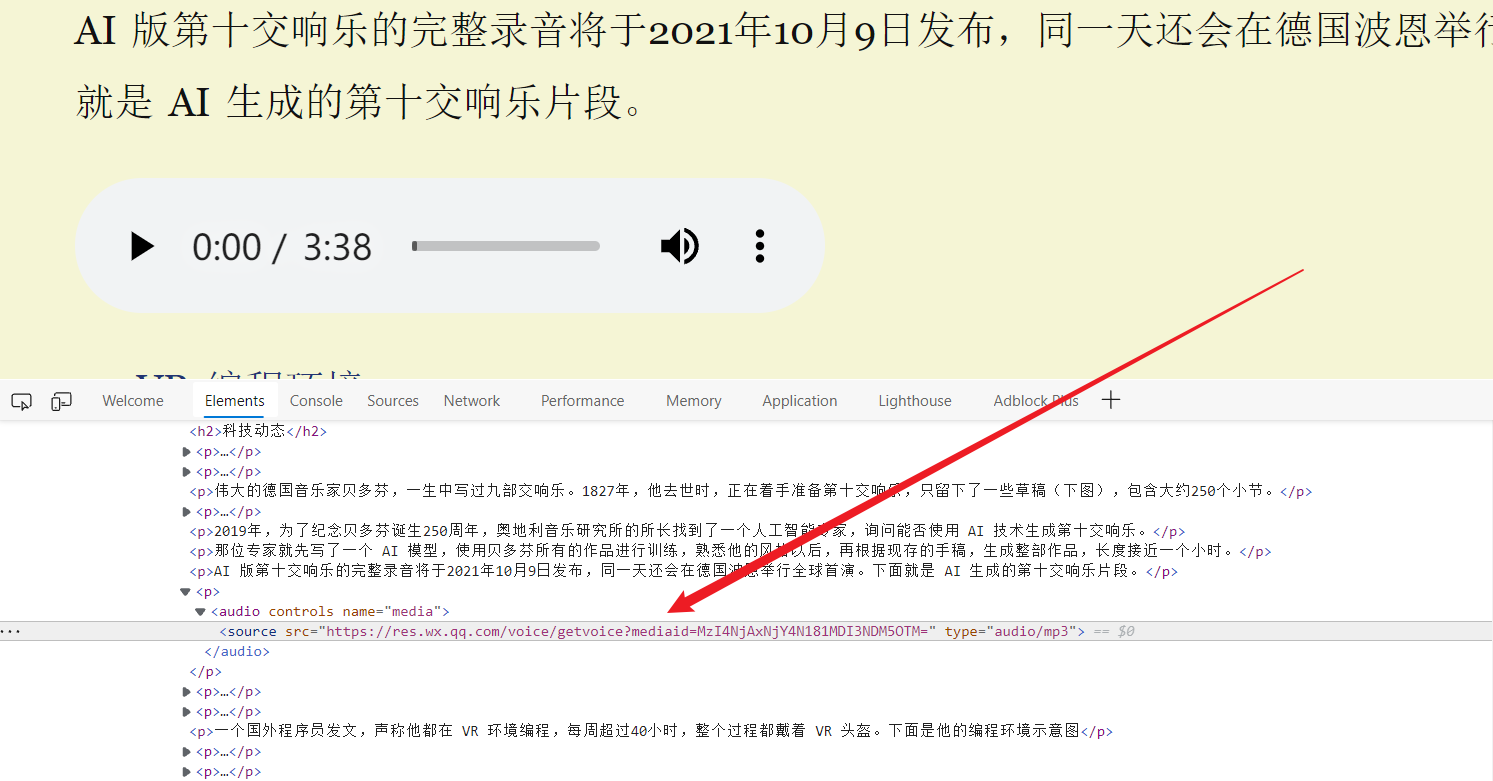 AI 版第十交响乐的完整录音将于2021年10月9日发布，同一天还会在德国波恩举行
就是 AI 生成的第十交响乐片段。
0:00 / 3:38
VR 编程环境
Welcome Elements Console Sources Network Performance Memory Application Lighthouse Adblock Plus
<h2>科技动态</h2>
<p>…</p>
<p>…</p>
<p>伟大的德国音乐家贝多芬，一生中写过九部交响乐。1827年，他去世时，正在着手准备第十交响乐，只留下了一些草稿（下图），包含大约250个小节。</p>
<p>…</p>
<p>2019年，为了纪念贝多芬诞生250周年，奥地利音乐研究所的所长找到了一个人工智能专家，询问能否使用 AI 技术生成第十交响乐。</p>
<p>那位专家就先写了一个 AI 模型，使用贝多芬所有的作品进行训练，熟悉他的风格以后，再根据现存的手稿，生成整部作品，长度接近一个小时。</p>
<p>AI 版第十交响乐的完整录音将于2021年10月9日发布，同一天还会在德国波恩举行全球首演。下面就是 AI 生成的第十交响乐片段。</p>
<p>
<audio controls name="media">
<source src="https://res.wx.qq.com/voice/getvoice?mediaid=MzI4NjAxNjY4N181MDI3NDM5OTM=" type="audio/mp3"> == $0
</audio>
</p>
<p>…</p>
<p>…</p>
<p>一个国外程序员发文，声称他都在 VR 环境编程，每周超过40小时，整个过程都戴着 VR 头盔。下面是他的编程环境示意图</p>
<p>…</p>
<p>…</p>